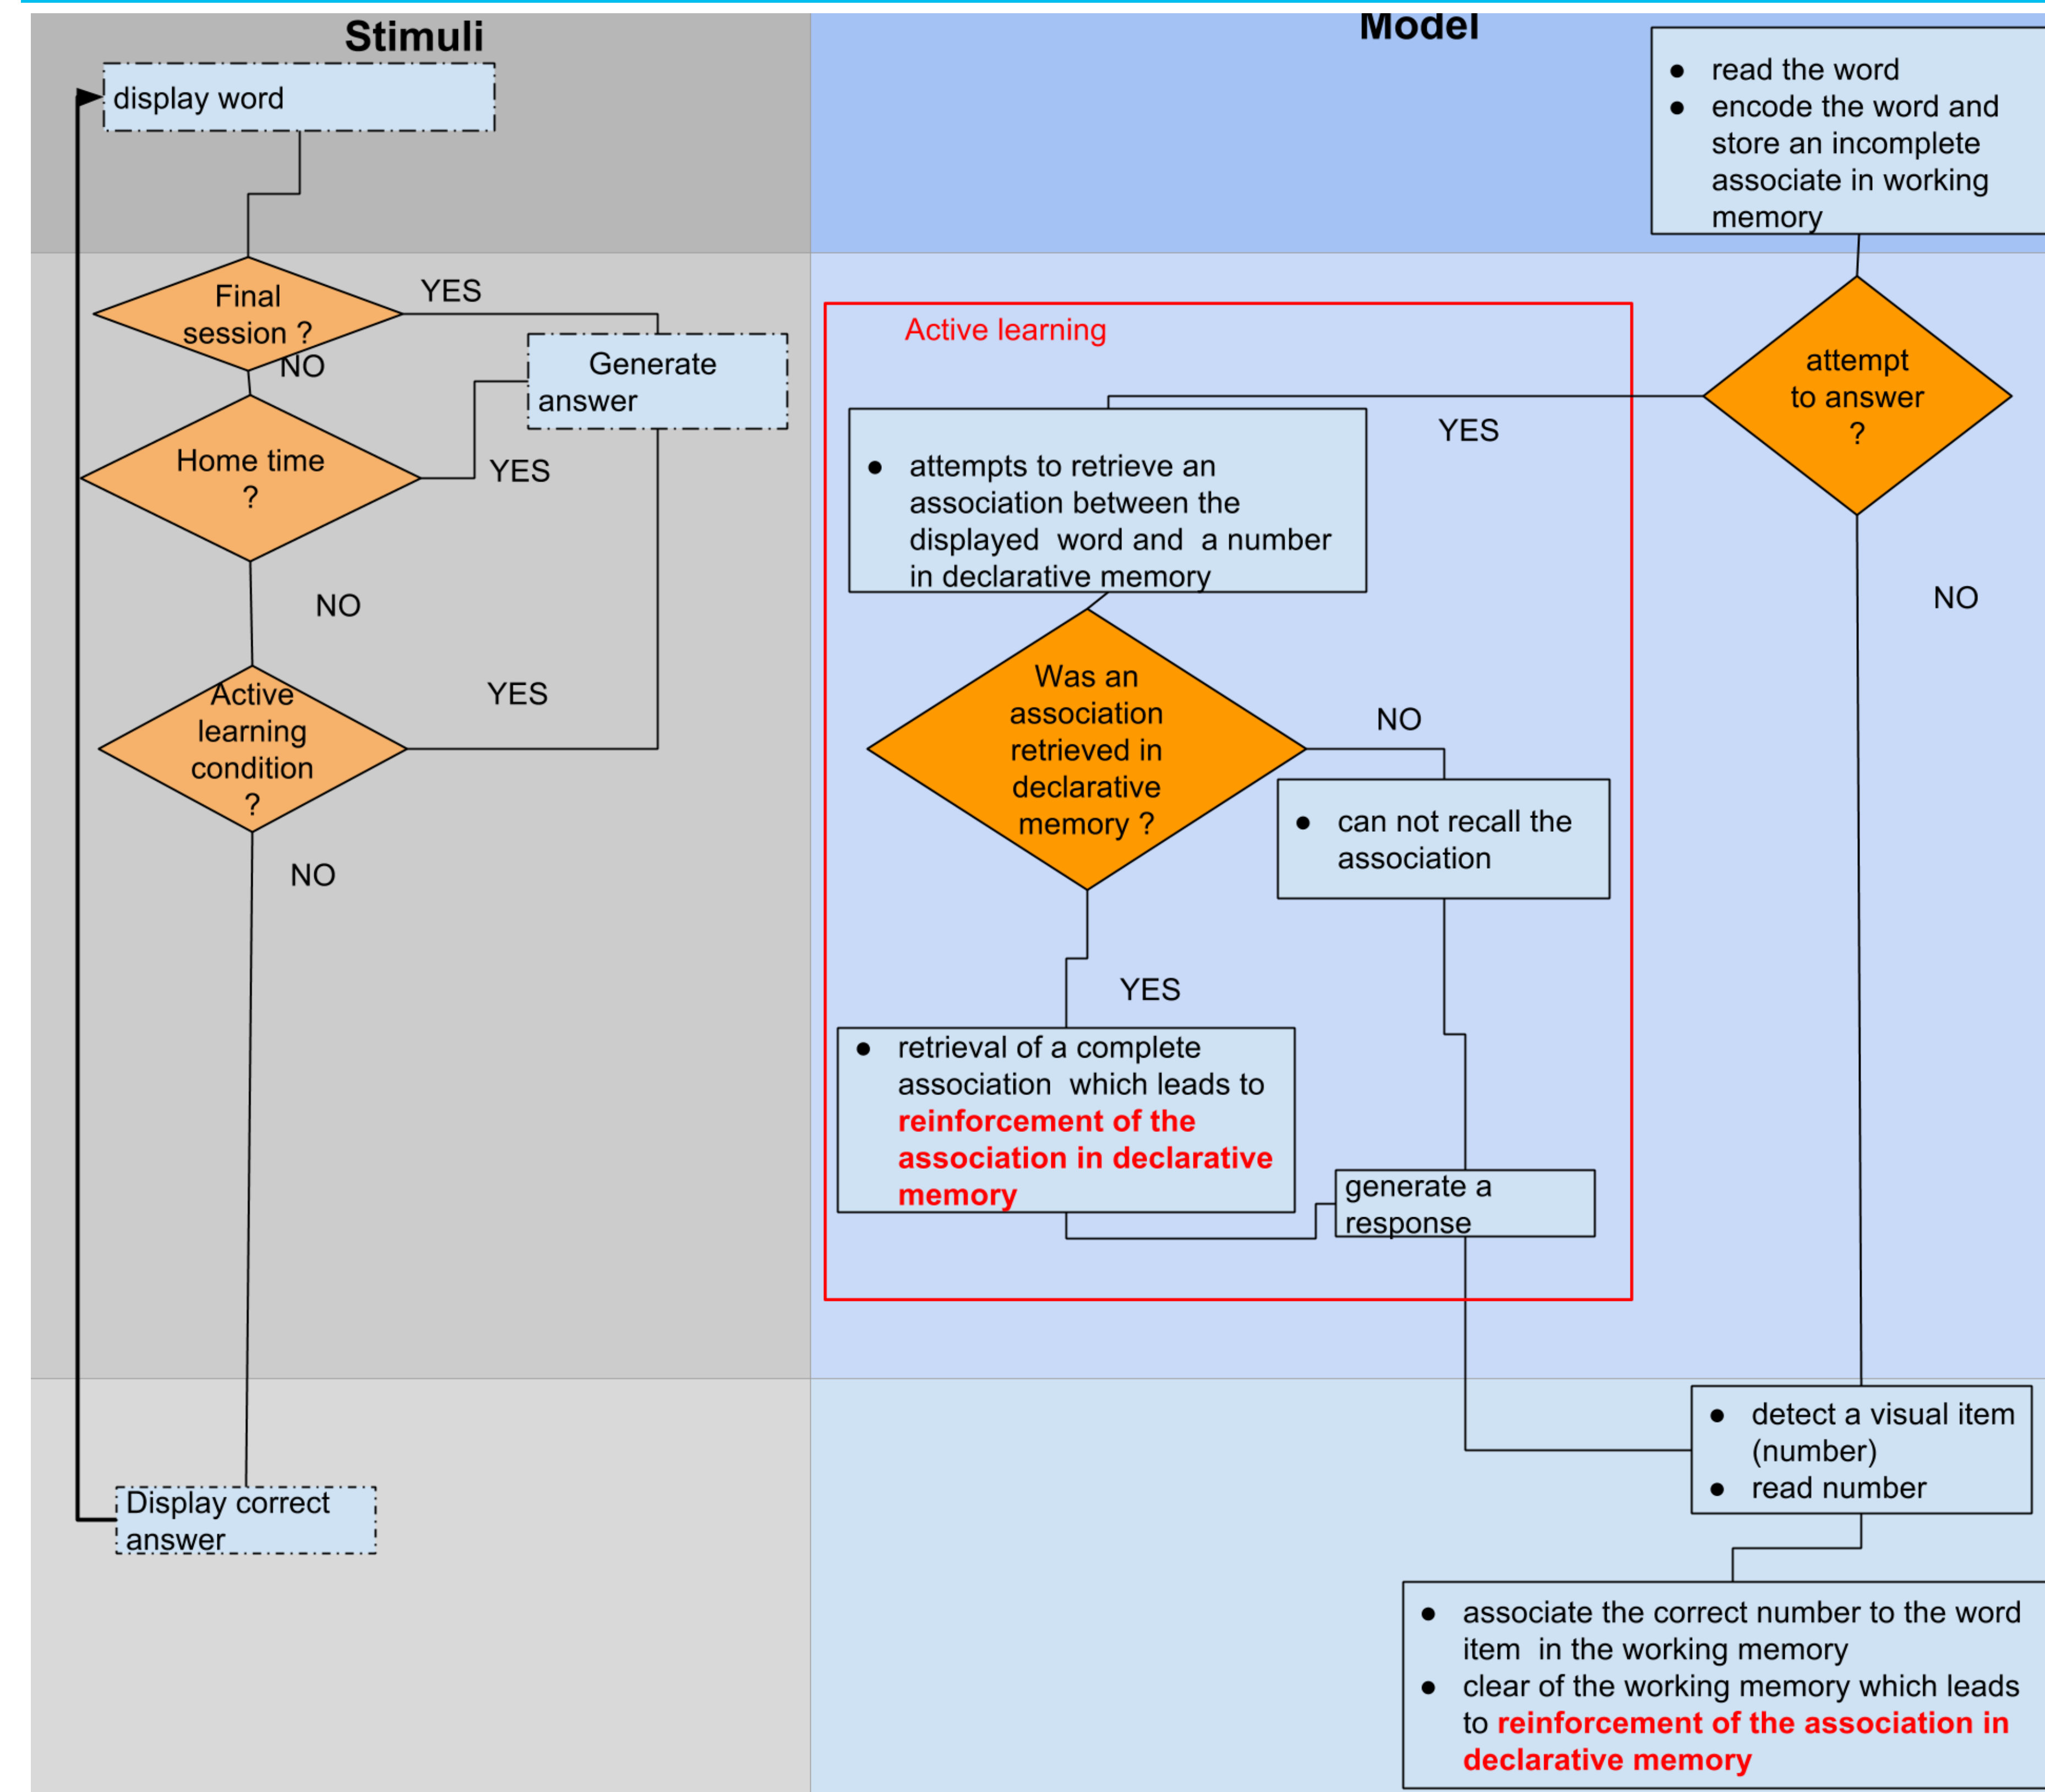 Stimuli
display word
Final
session ?
YES
NO
Generate
answer
Home time
?
YES
NO
Active
learning
condition
?
YES
NO
Display correct
answer
Model
● read the word
● encode the word and
store an incomplete
associate in working
memory
attempt
to answer
?
YES
NO
Active learning
● attempts to retrieve an
association between the
displayed word and a number
in declarative memory
Was an
association
retrieved in
declarative
memory ?
NO
● can not recall the
association
YES
● retrieval of a complete
association which leads to
reinforcement of the
association in declarative
memory
generate a
response
● detect a visual item
(number)
● read number
● associate the correct number to the word
item in the working memory
● clear of the working memory which leads
to reinforcement of the association in
declarative memory